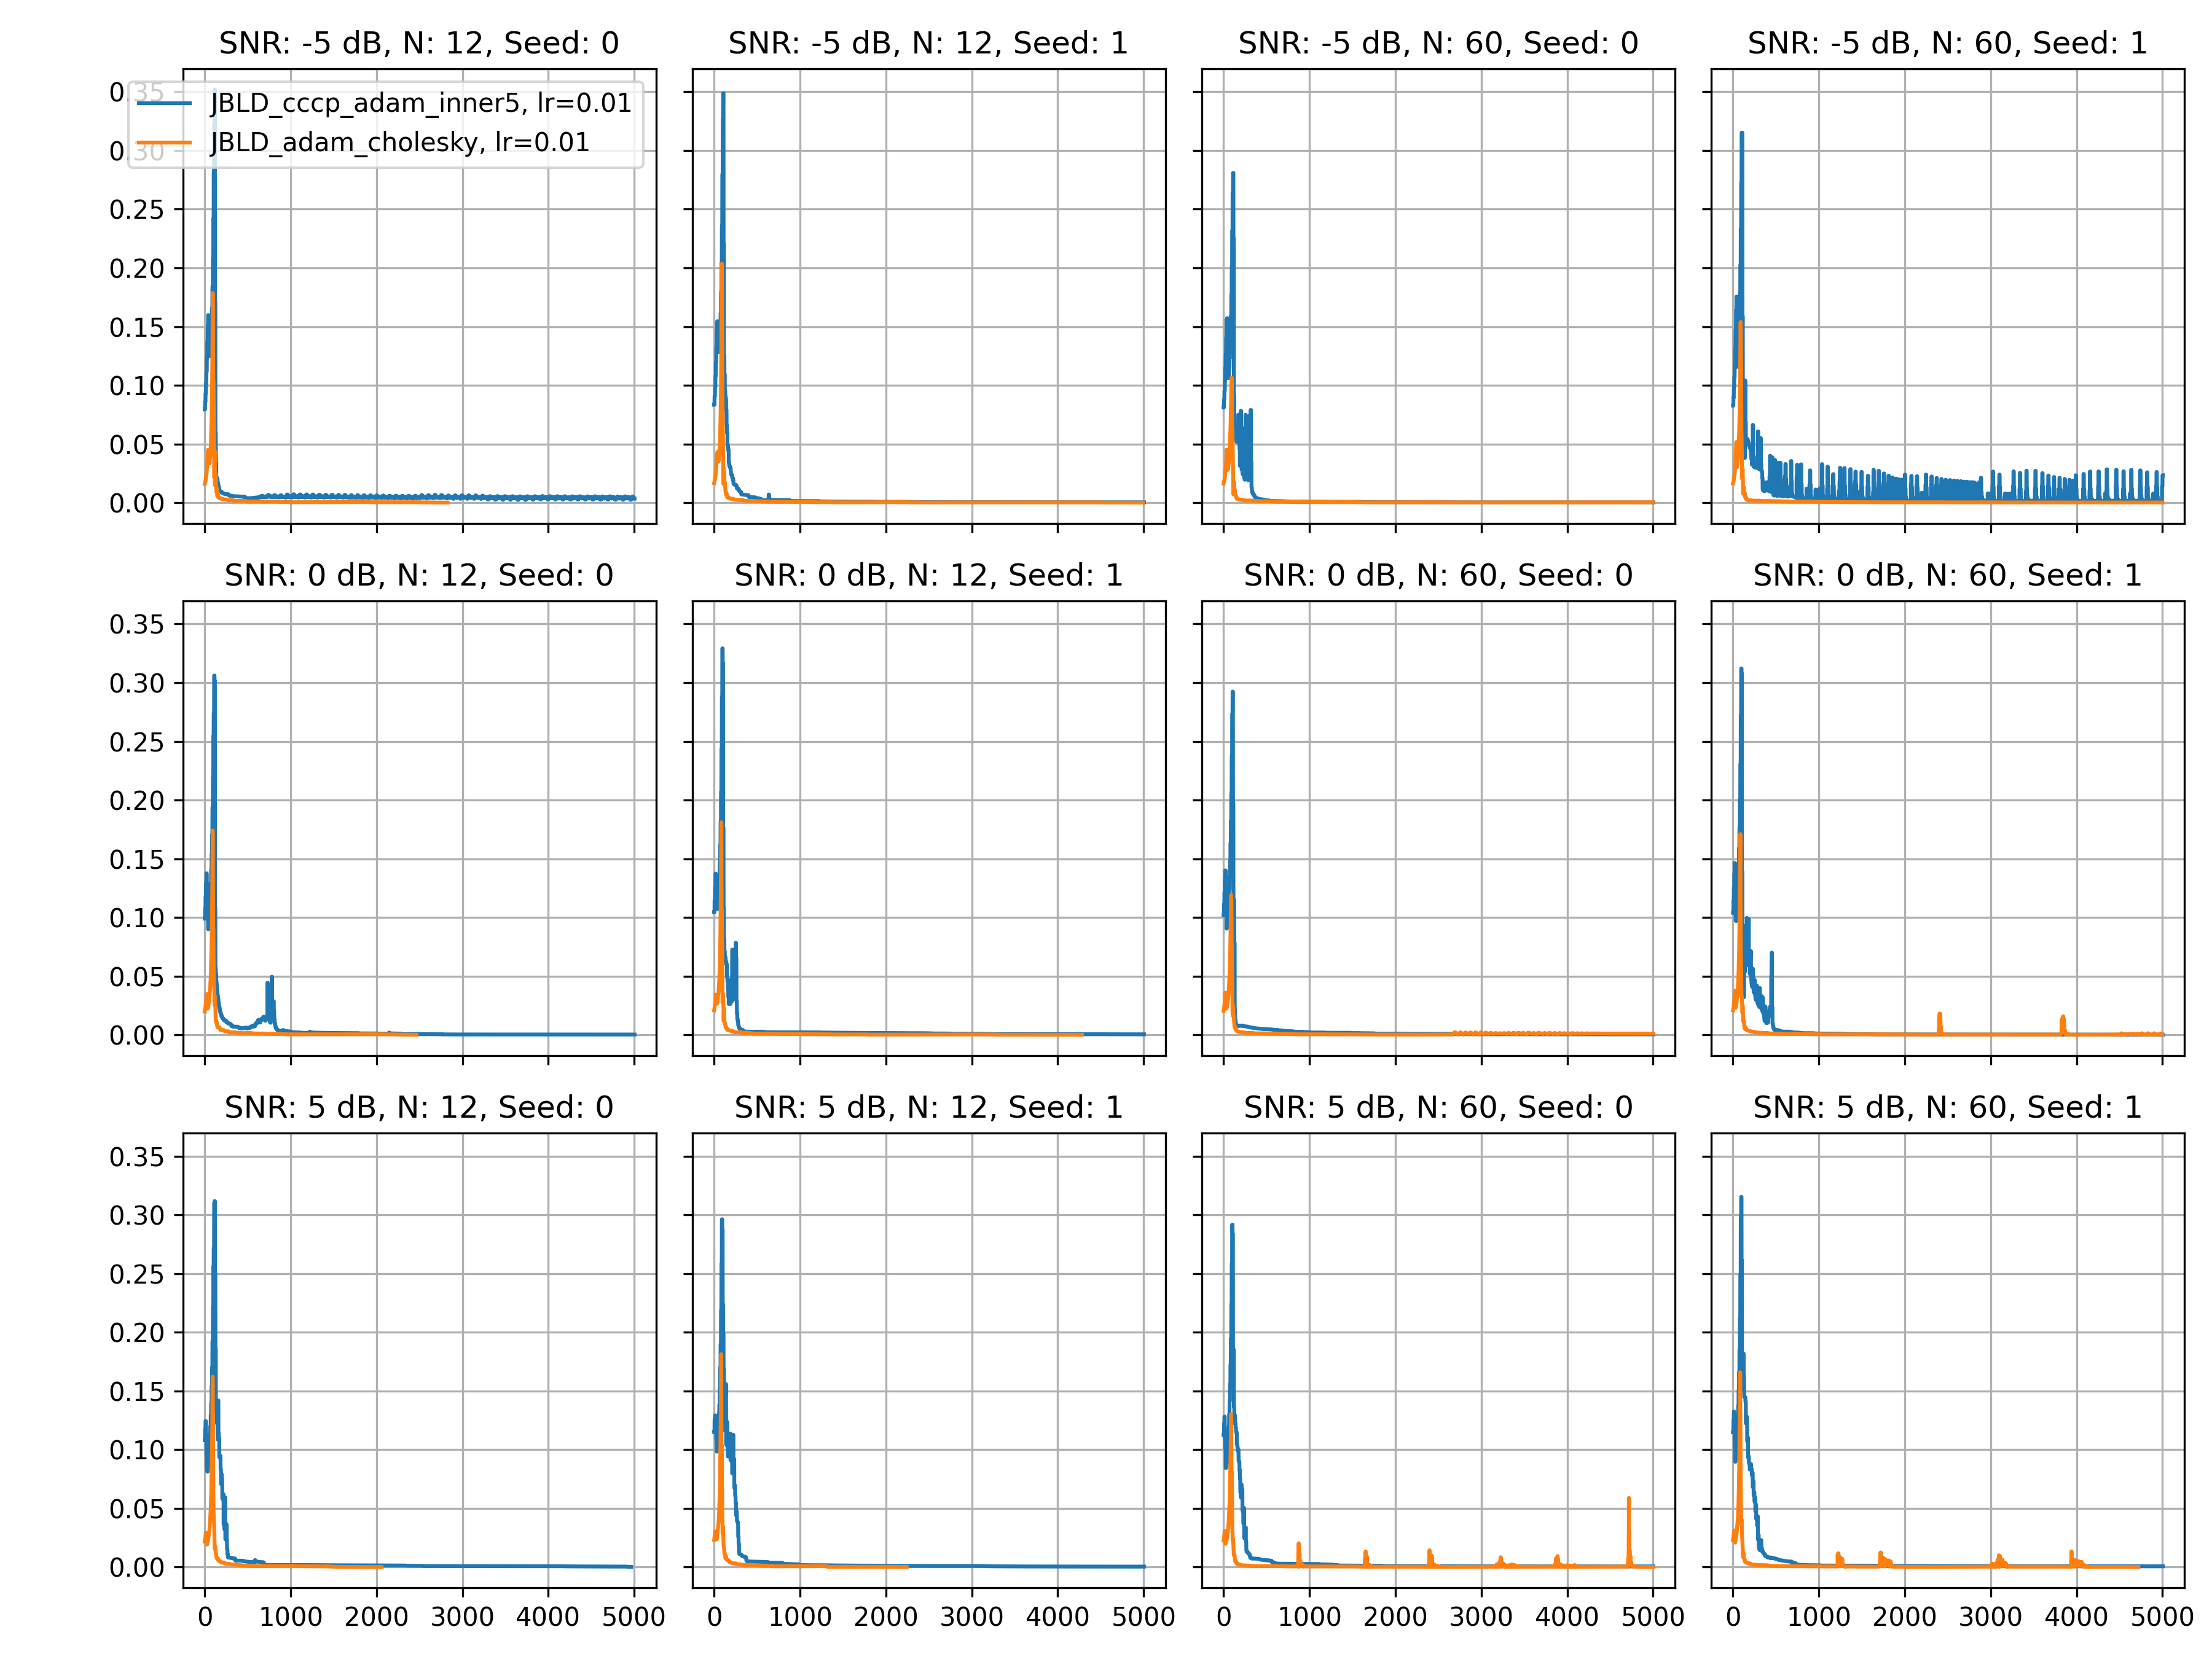 SNR: -5 dB, N: 12, Seed: 0
SNR: -5 dB, N: 12, Seed: 1
SNR: -5 dB, N: 60, Seed: 0
SNR: -5 dB, N: 60, Seed: 1
0.35
JBLD_cccp_adam_inner5, lr=0.01
JBLD_adam_cholesky, lr=0.01
0.30
0.25
0.20
0.15
0.10
0.05
0.00
SNR: 0 dB, N: 12, Seed: 0
SNR: 0 dB, N: 12, Seed: 1
SNR: 0 dB, N: 60, Seed: 0
SNR: 0 dB, N: 60, Seed: 1
0.35
0.30
0.25
0.20
0.15
0.10
0.05
0.00
SNR: 5 dB, N: 12, Seed: 0
SNR: 5 dB, N: 12, Seed: 1
SNR: 5 dB, N: 60, Seed: 0
SNR: 5 dB, N: 60, Seed: 1
0.35
0.30
0.25
0.20
0.15
0.10
0.05
0.00
0 1000 2000 3000 4000 5000
0 1000 2000 3000 4000 5000
0 1000 2000 3000 4000 5000
0 1000 2000 3000 4000 5000